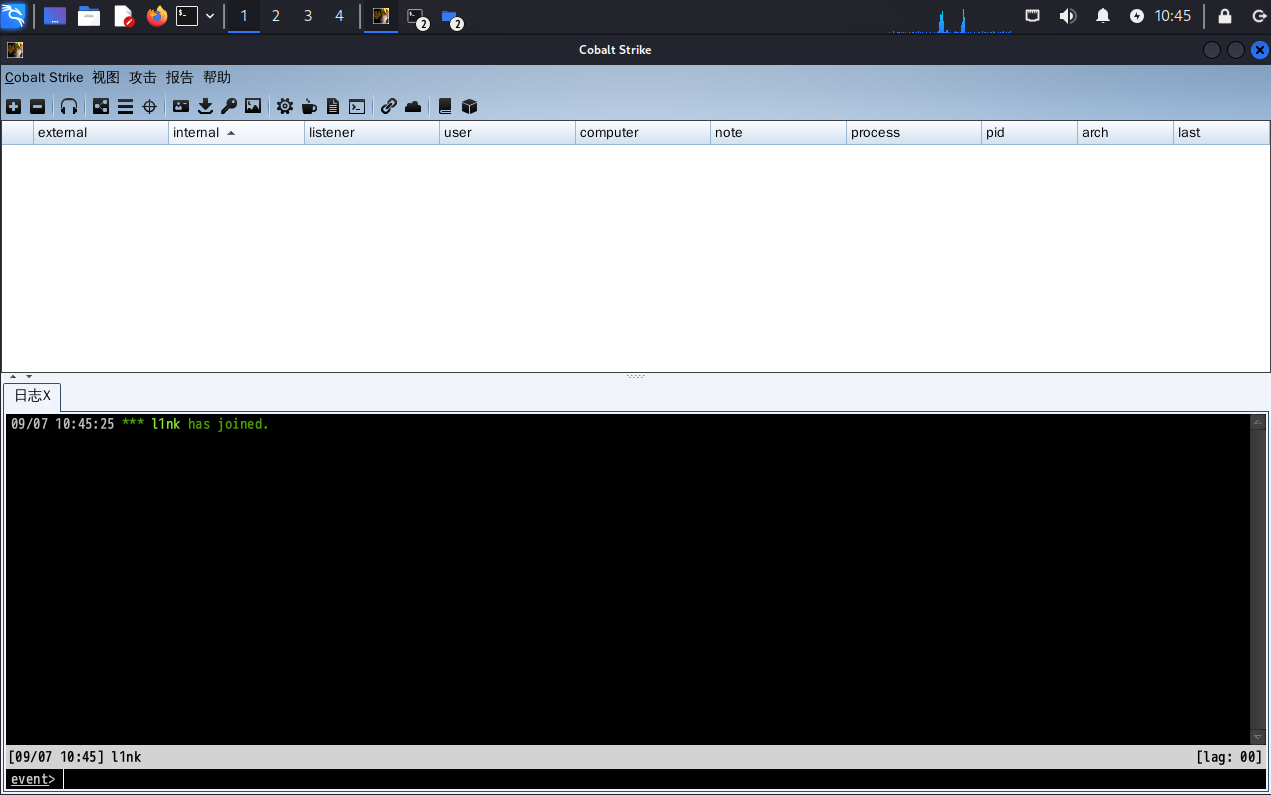 1 2 3 4 2 2 10:45
Cobalt Strike
Cobalt Strike 视图 攻击 报告 帮助
external internal listener user computer note process pid arch last
日志X
09/07 10:45:25 *** l1nk has joined.
[09/07 10:45] l1nk [lag: 00]
event>